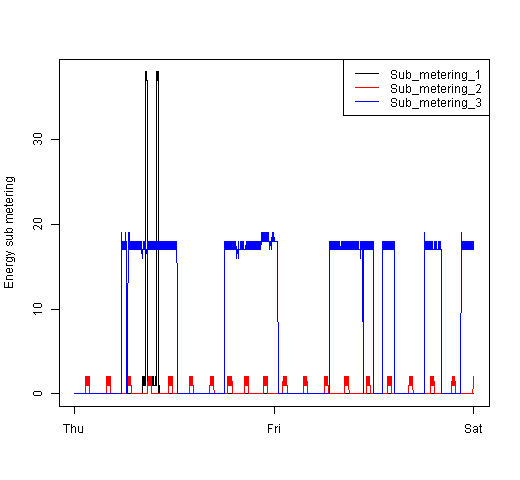 Sub_metering_1
Sub_metering_2
Sub_metering_3
Energy sub metering
30
20
10
0
Thu
Fri
Sat